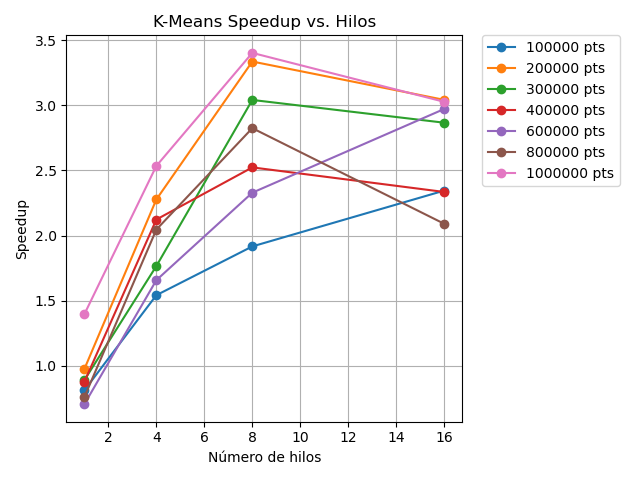 K-Means Speedup vs. Hilos
3.5
3.0
2.5
2.0
1.5
1.0
Speedup
2 4 6 8 10 12 14 16
Número de hilos
100000 pts
200000 pts
300000 pts
400000 pts
600000 pts
800000 pts
1000000 pts